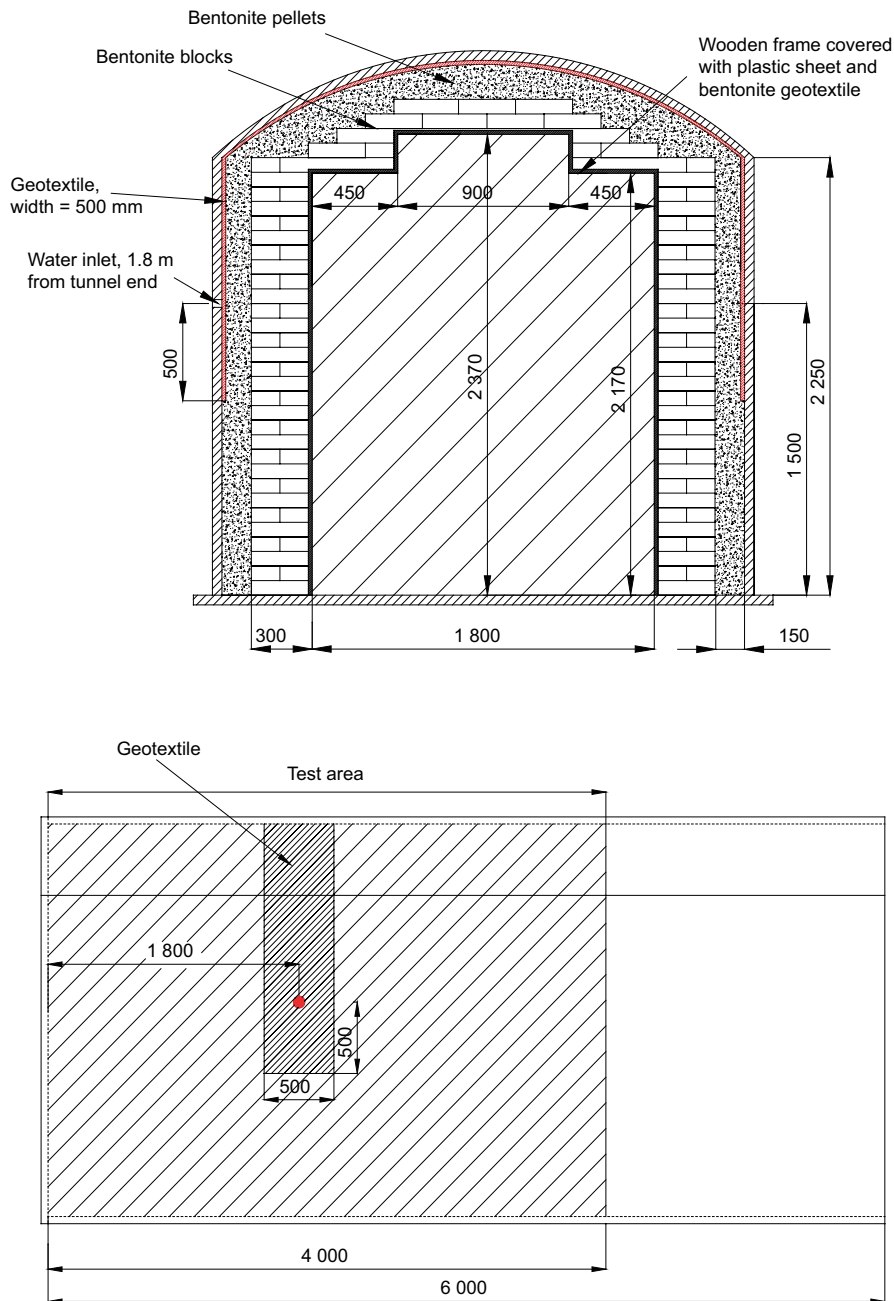 Bentonite pellets
Bentonite blocks
Wooden frame covered
with plastic sheet and
bentonite geotextile
Geotextile,
width = 500 mm
450
900
450
Water inlet, 1.8 m
from tunnel end
500
2 370
2 170
1 500
2 250
300
1 800
150
Geotextile
Test area
1 800
500
500
4 000
6 000